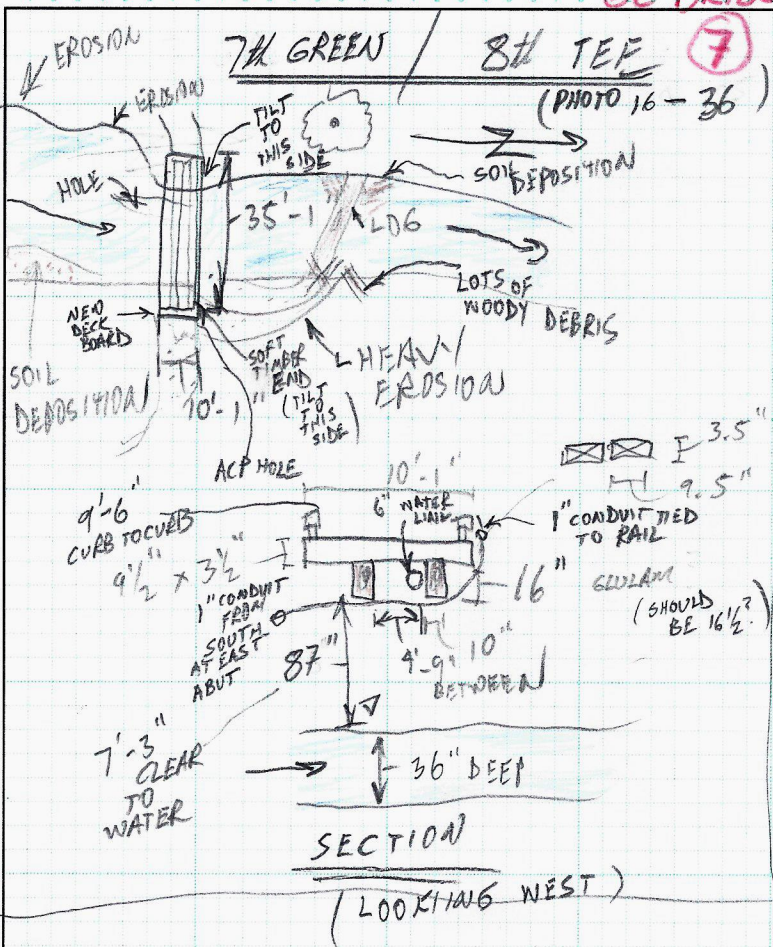 7th GREEN / 8th TEE
7
(PHOTO 16-36)
EROSION
EROSION
TILT
TO
THIS
SIDE
HOLE
SOIL
DEPOSITION
35'-1"
LOG
LOTS OF
WOODY DEBRIS
NEW
DECK
BOARD
SOIL
DEPOSITION
10'-1"
SOFT
TIMBER
END
(TILT
TO
THIS
SIDE)
HEAVY
EROSION
ACP HOLE
10'-1"
3.5"
9.5"
9'-6"
CURB TO CURB
6" WATER
LINE
1" CONDUIT TIED
TO RAIL
9 1/2" x 3 1/2"
16" GLULAM
(SHOULD
BE 16 1/2?)
1" CONDUIT
FROM
SOUTH
AT EAST
ABUT
87"
4'-9"
10"
BETWEEN
7'-3"
CLEAR
TO
WATER
36" DEEP
SECTION
(LOOKING WEST)